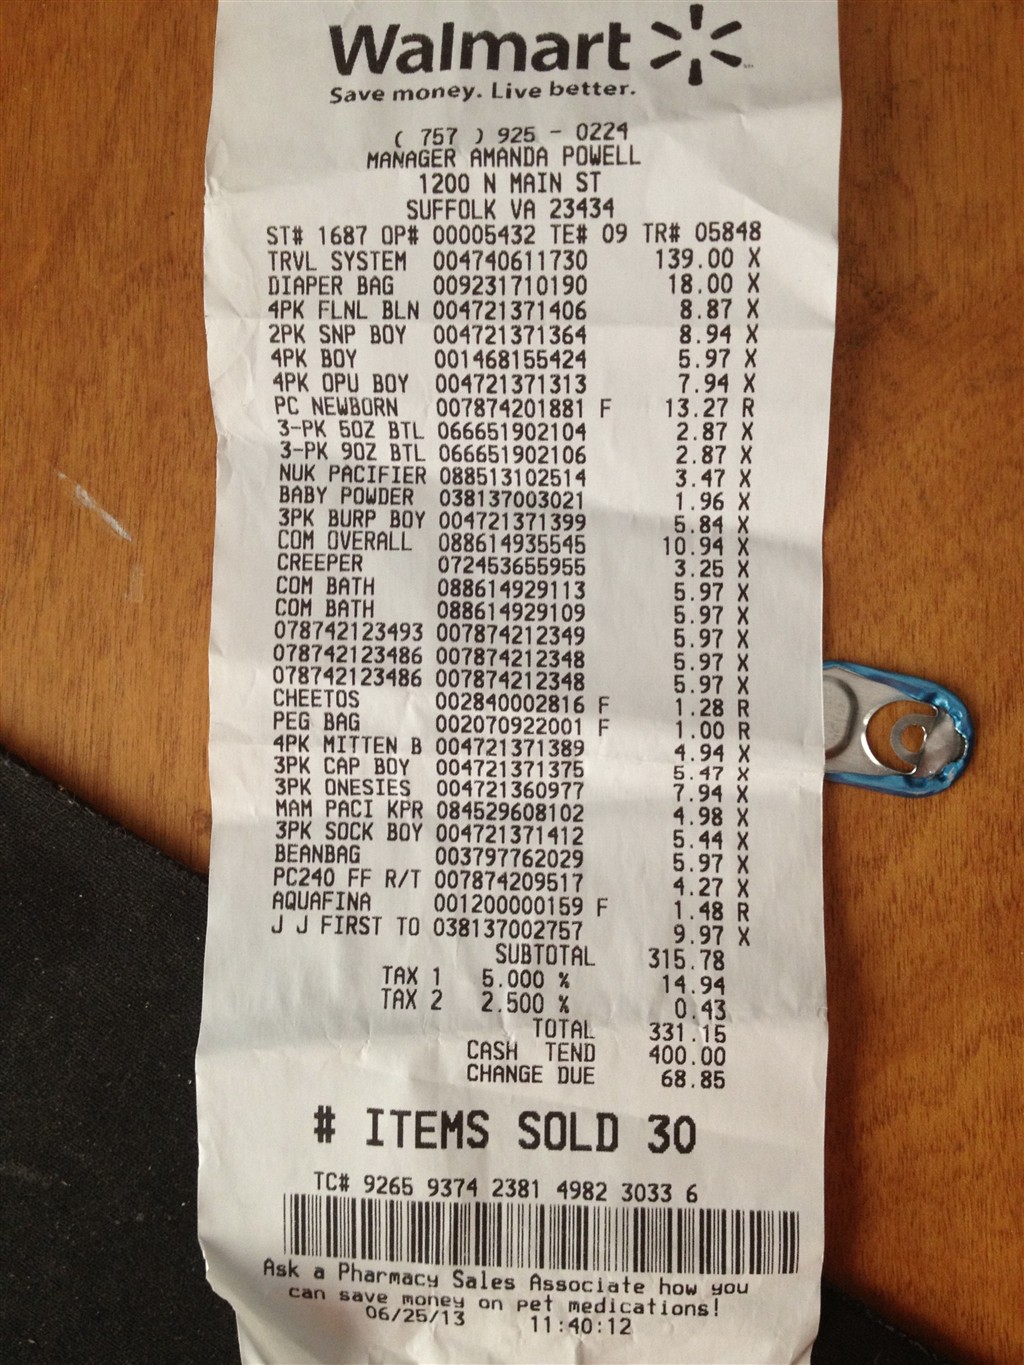 Walmart
Save money. Live better.
( 757 ) 925 - 0224
MANAGER AMANDA POWELL
1200 N MAIN ST
SUFFOLK VA 23434
ST# 1687 OP# 00005432 TE# 09 TR# 05848
TRVL SYSTEM 004740611730 139.00 X
DIAPER BAG 009231710190 18.00 X
4PK FLNL BLN 004721371406 8.87 X
2PK SNP BOY 004721371364 8.94 X
4PK BOY 001468155424 5.97 X
4PK OPU BOY 004721371313 7.94 X
PC NEWBORN 007874201881 F 13.27 R
3-PK 5OZ BTL 066651902104 2.87 X
3-PK 9OZ BTL 066651902106 2.87 X
NUK PACIFIER 088513102514 3.47 X
BABY POWDER 038137003021 1.96 X
3PK BURP BOY 004721371399 5.84 X
COM OVERALL 088614935545 10.94 X
CREEPER 072453655955 3.25 X
COM BATH 088614929113 5.97 X
COM BATH 088614929109 5.97 X
078742123493 007874212349 5.97 X
078742123486 007874212348 5.97 X
078742123486 007874212348 5.97 X
CHEETOS 002840002816 F 1.28 R
PEG BAG 002070922001 F 1.00 R
4PK MITTEN B 004721371389 4.94 X
3PK CAP BOY 004721371375 5.47 X
3PK ONESIES 004721360977 7.94 X
MAM PACI KPR 084529608102 4.98 X
3PK SOCK BOY 004721371412 5.44 X
BEANBAG 003797762029 5.97 X
PC240 FF R/T 007874209517 4.27 X
AQUAFINA 001200000159 F 1.48 R
J J FIRST TO 038137002757 9.97 X
SUBTOTAL 315.78
TAX 1 5.000 % 14.94
TAX 2 2.500 % 0.43
TOTAL 331.15
CASH TEND 400.00
CHANGE DUE 68.85
# ITEMS SOLD 30
TC# 9265 9374 2381 4982 3033 6
Ask a Pharmacy Sales Associate how you
can save money on pet medications!
06/25/13 11:40:12